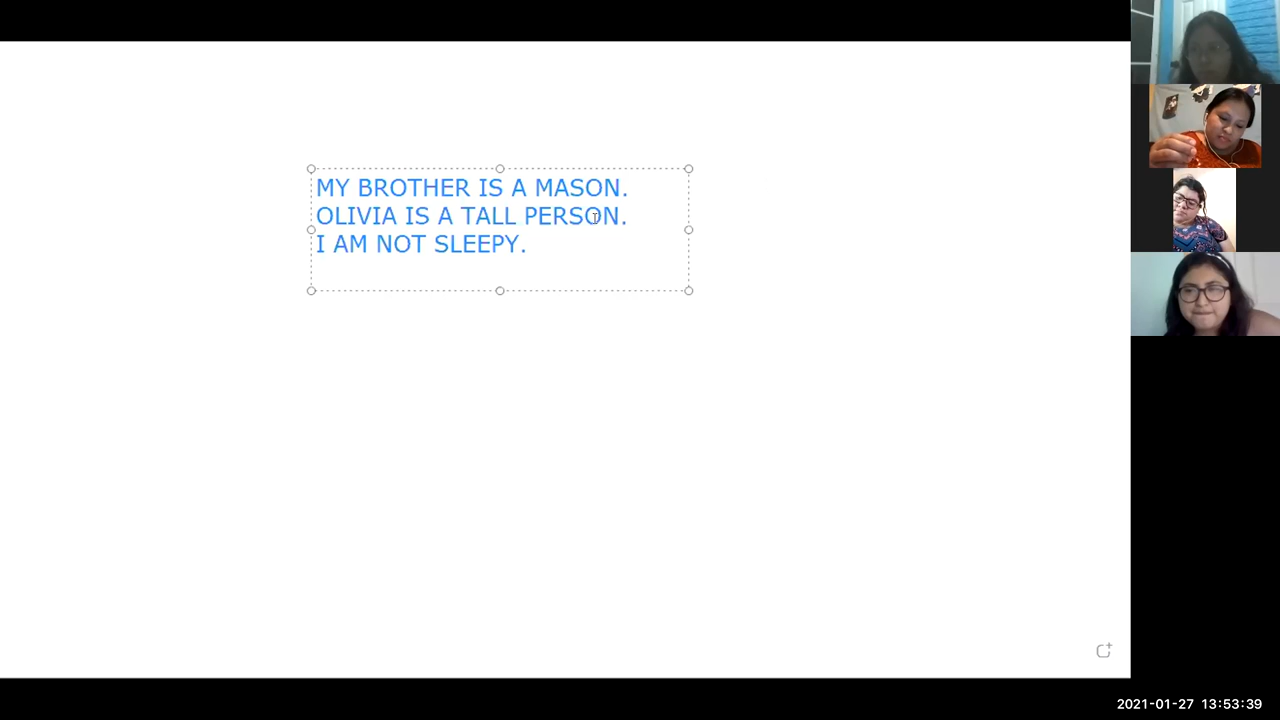 MY BROTHER IS A MASON.
OLIVIA IS A TALL PERSON.
I AM NOT SLEEPY.
2021-01-27 13:53:39